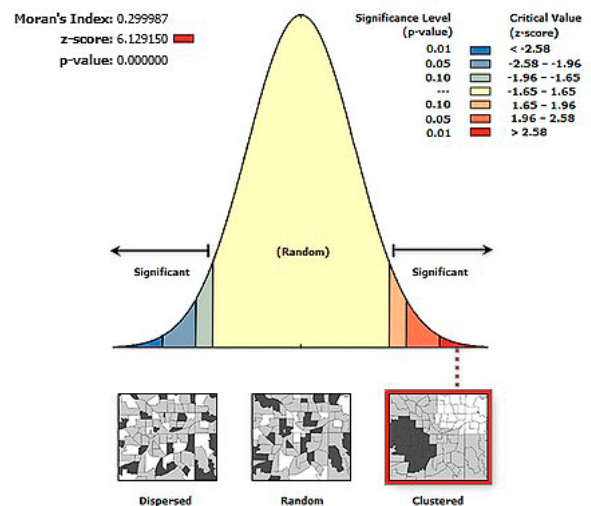 Moran's Index: 0.299987
z-score: 6.129150
p-value: 0.000000
Significance Level
(p-value)
Critical Value
(z-score)
0.01 < -2.58
0.05 -2.58 – -1.96
0.10 -1.96 – -1.65
--- -1.65 – 1.65
0.10 1.65 – 1.96
0.05 1.96 – 2.58
0.01 > 2.58
(Random)
Significant Significant
Dispersed Random Clustered